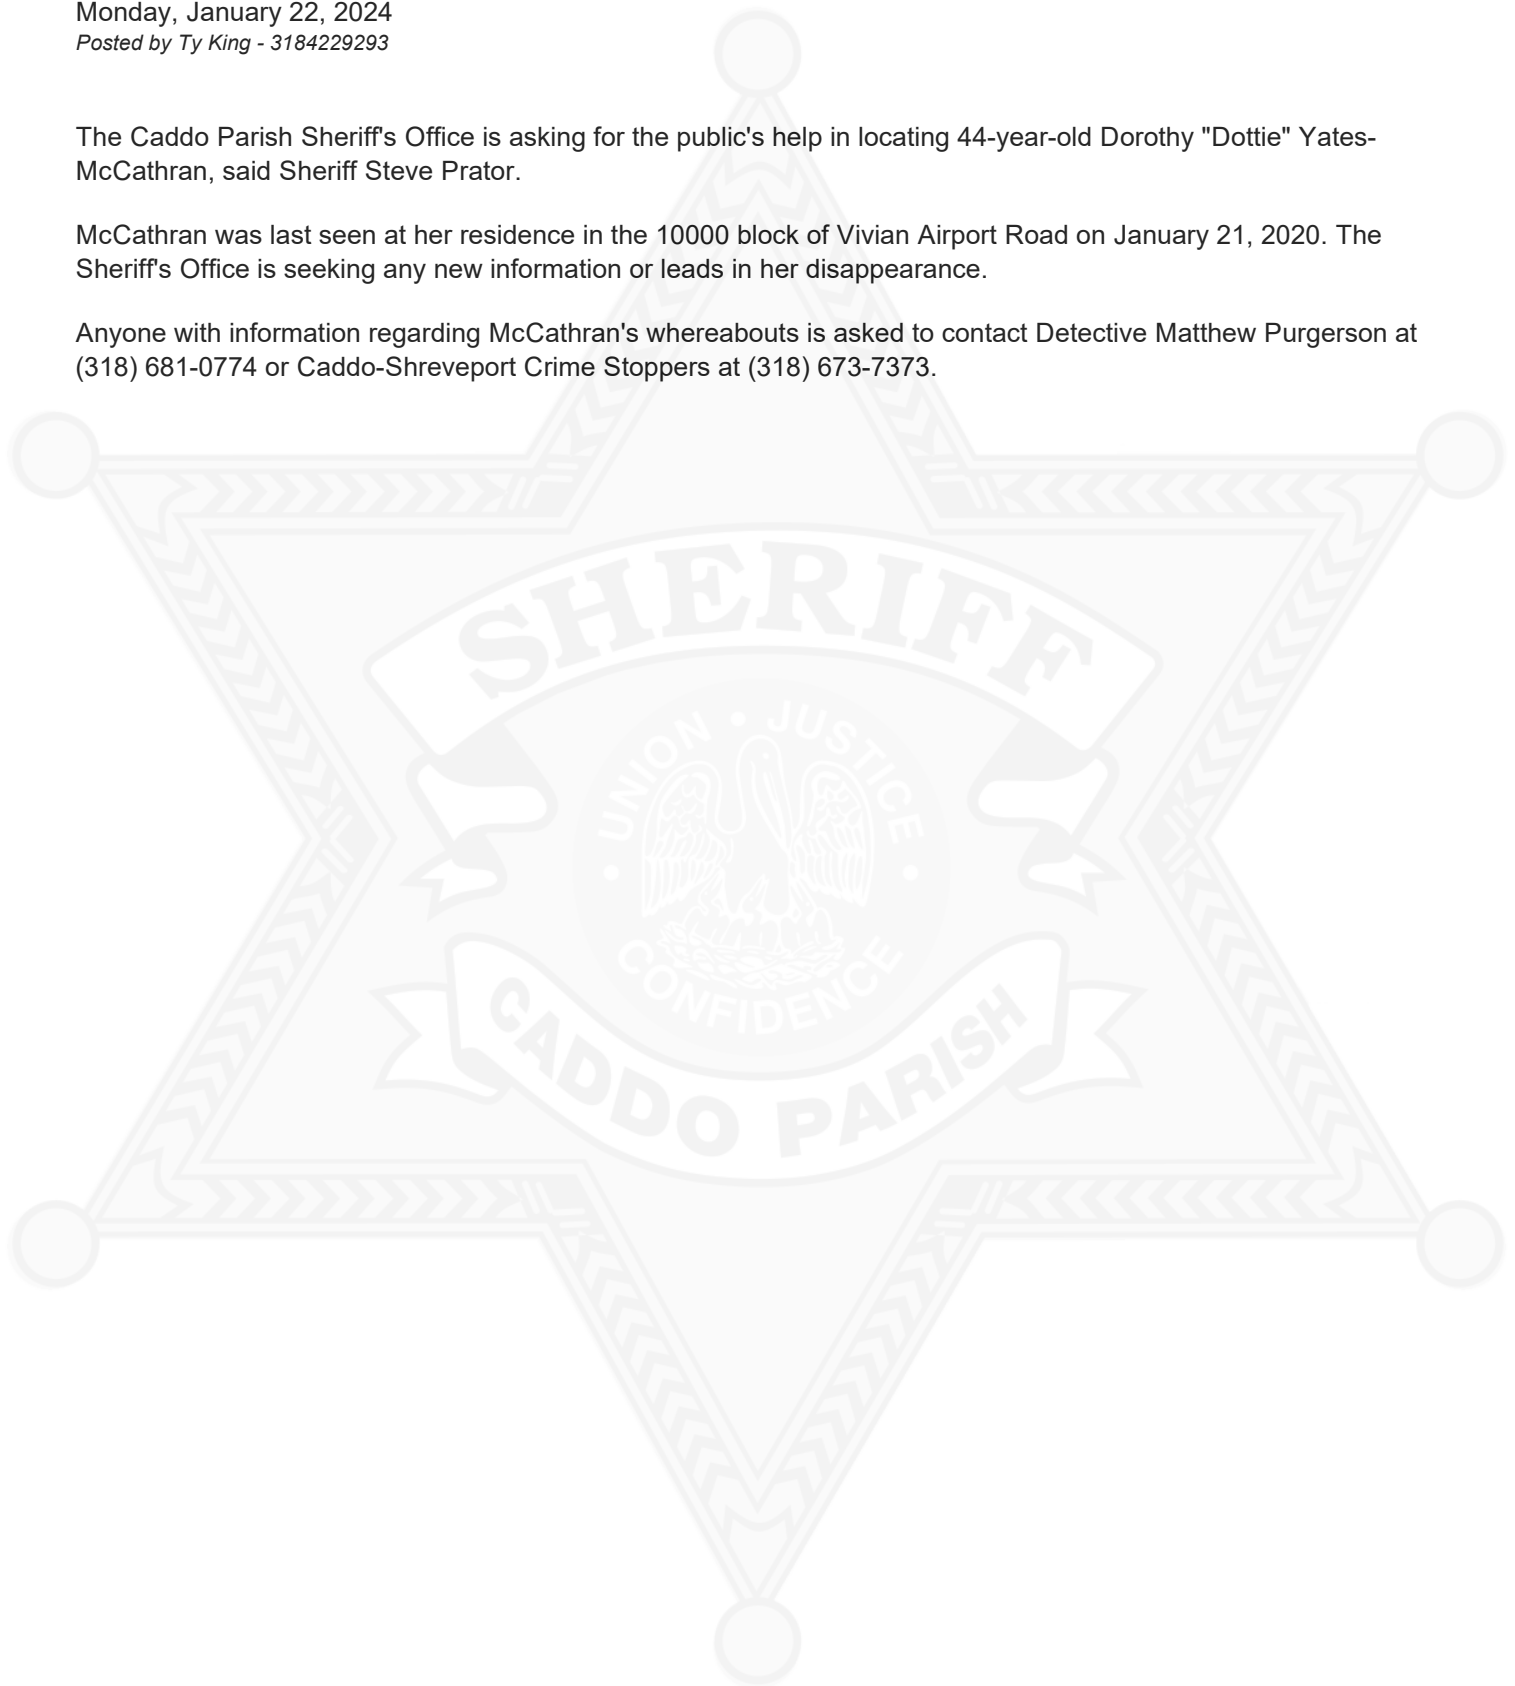 Monday, January 22, 2024
Posted by Ty King - 3184229293
The Caddo Parish Sheriff's Office is asking for the public's help in locating 44-year-old Dorothy "Dottie" Yates-
McCathran, said Sheriff Steve Prator.
McCathran was last seen at her residence in the 10000 block of Vivian Airport Road on January 21, 2020. The
Sheriff's Office is seeking any new information or leads in her disappearance.
Anyone with information regarding McCathran's whereabouts is asked to contact Detective Matthew Purgerson at
(318) 681-0774 or Caddo-Shreveport Crime Stoppers at (318) 673-7373.
SHERIFF
UNION • JUSTICE
• CONFIDENCE •
CADDO PARISH